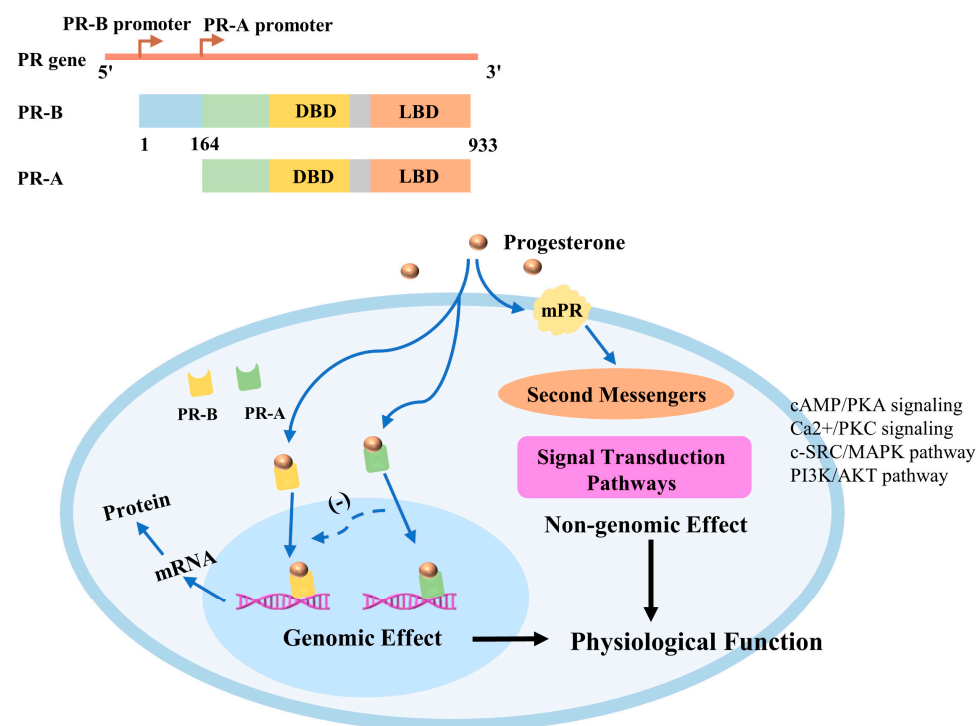 PR-B promoter
PR-A promoter
PR gene
5'
3'
PR-B
DBD
LBD
1
164
933
PR-A
DBD
LBD
Progesterone
mPR
PR-B
PR-A
Second Messengers
cAMP/PKA signaling
Ca2+/PKC signaling
c-SRC/MAPK pathway
PI3K/AKT pathway
Signal Transduction
Pathways
Non-genomic Effect
(-)
Protein
mRNA
Genomic Effect
Physiological Function